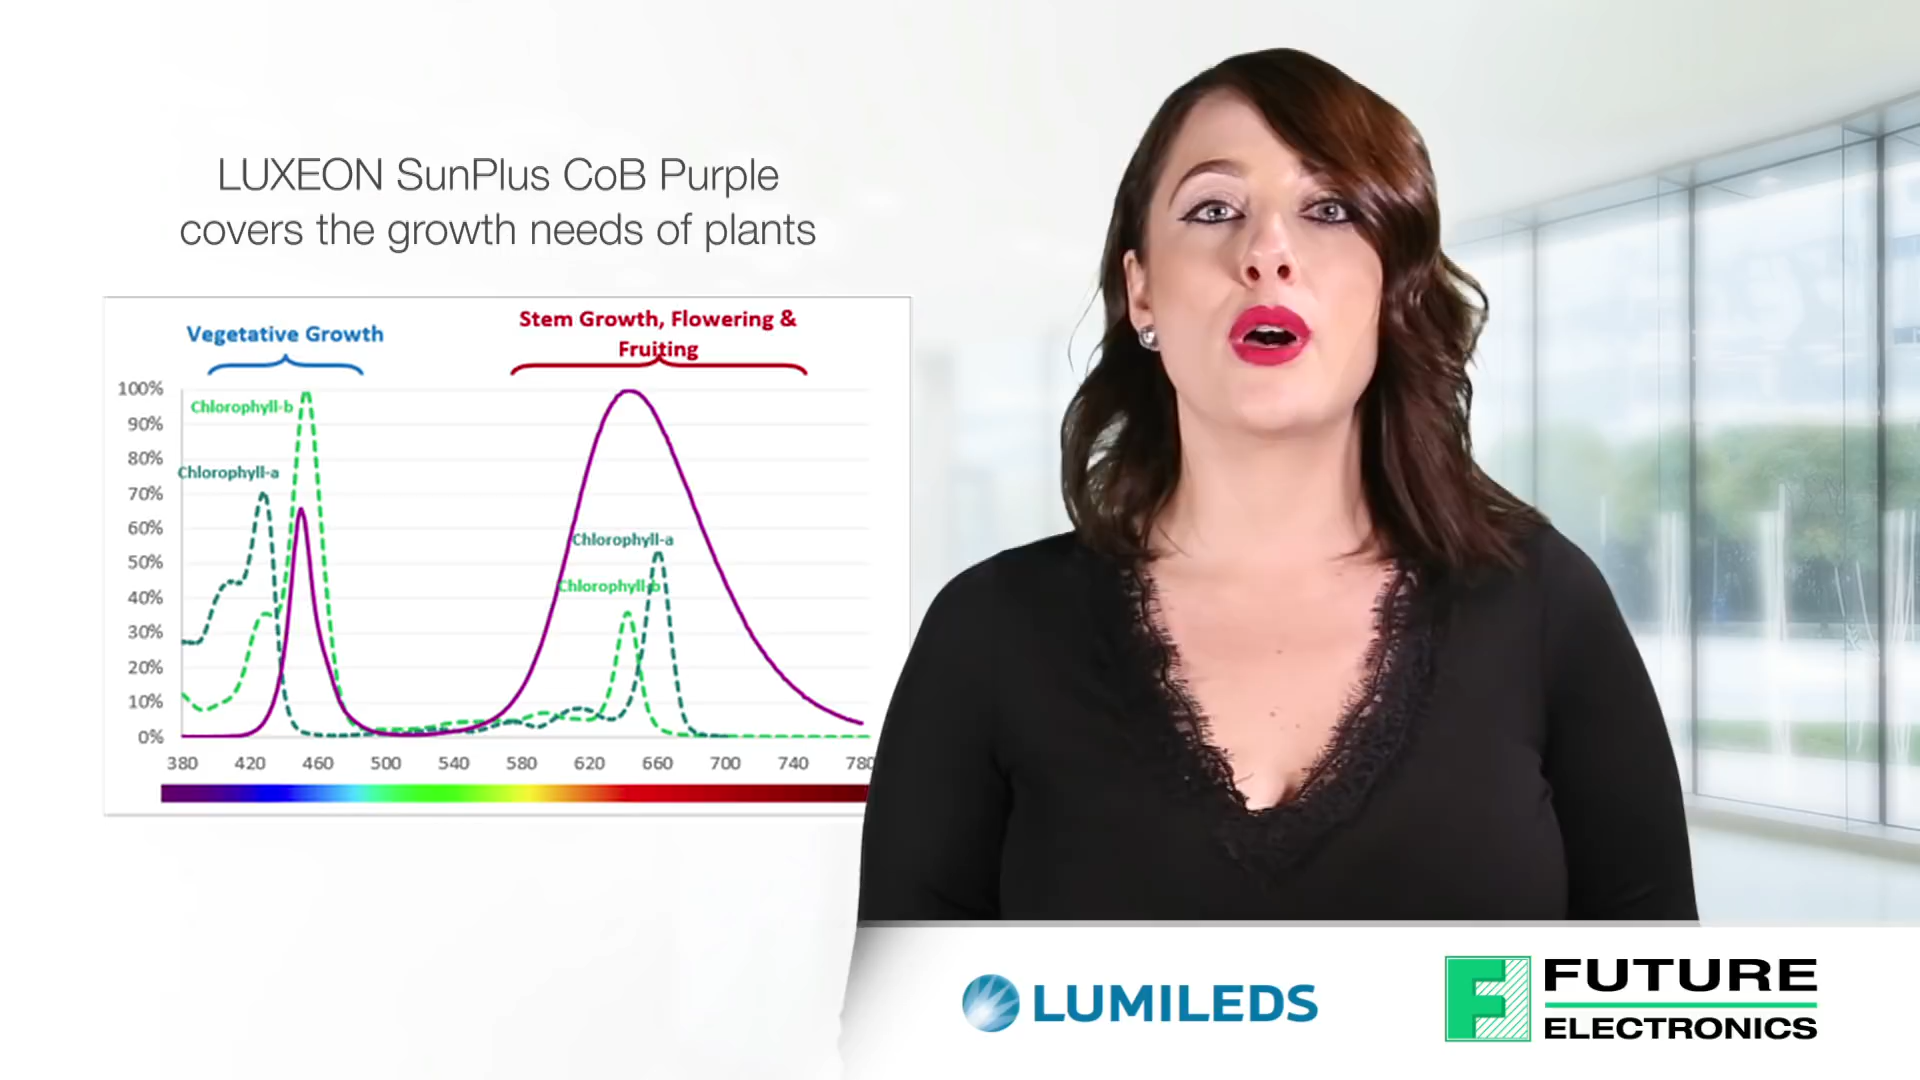 LUXEON SunPlus CoB Purple
covers the growth needs of plants
Vegetative Growth
Stem Growth, Flowering &
Fruiting
100%
90%
80%
70%
60%
50%
40%
30%
20%
10%
0%
Chlorophyll-b
Chlorophyll-a
Chlorophyll-a
Chlorophyll-b
380 420 460 500 540 580 620 660 700 740 780
LUMILEDS
FUTURE
ELECTRONICS